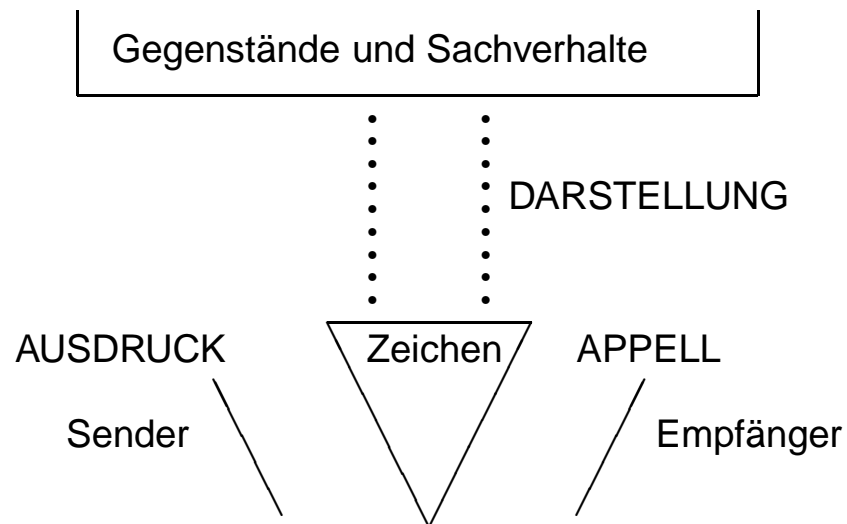 Gegenstände und Sachverhalte
DARSTELLUNG
AUSDRUCK Zeichen APPELL
Sender Empfänger